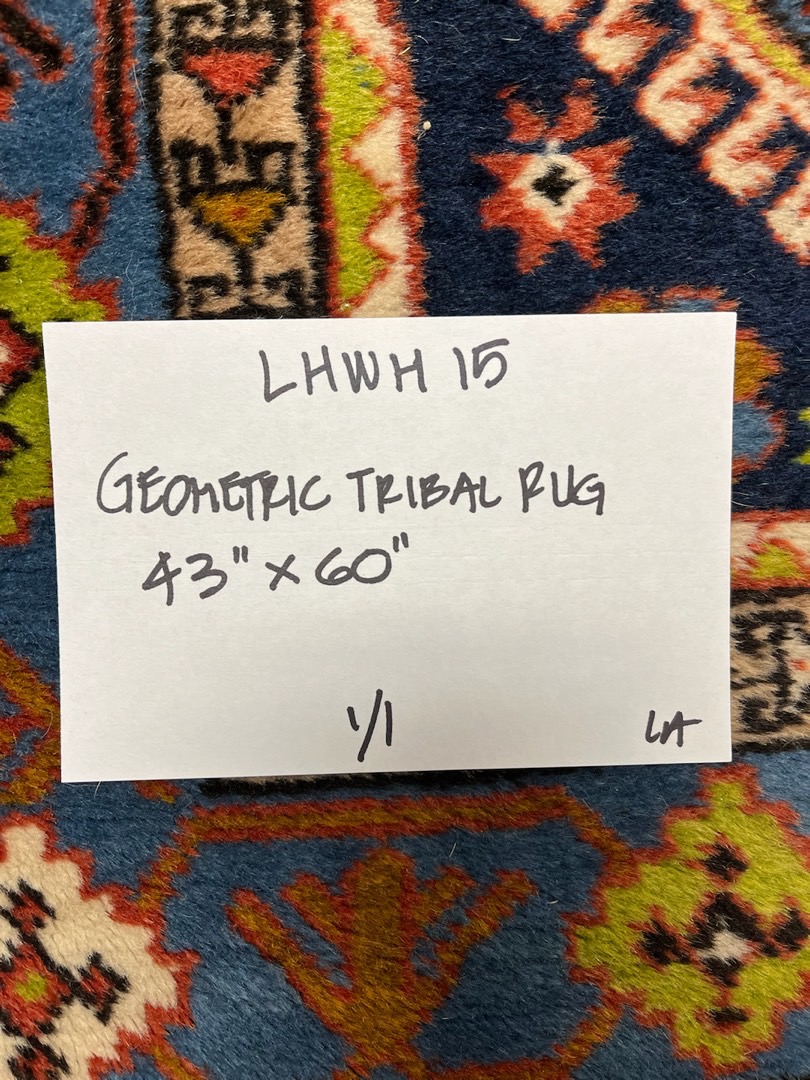 LHWH 15
GEOMETRIC TRIBAL RUG
43" x 60"
1/1
LA